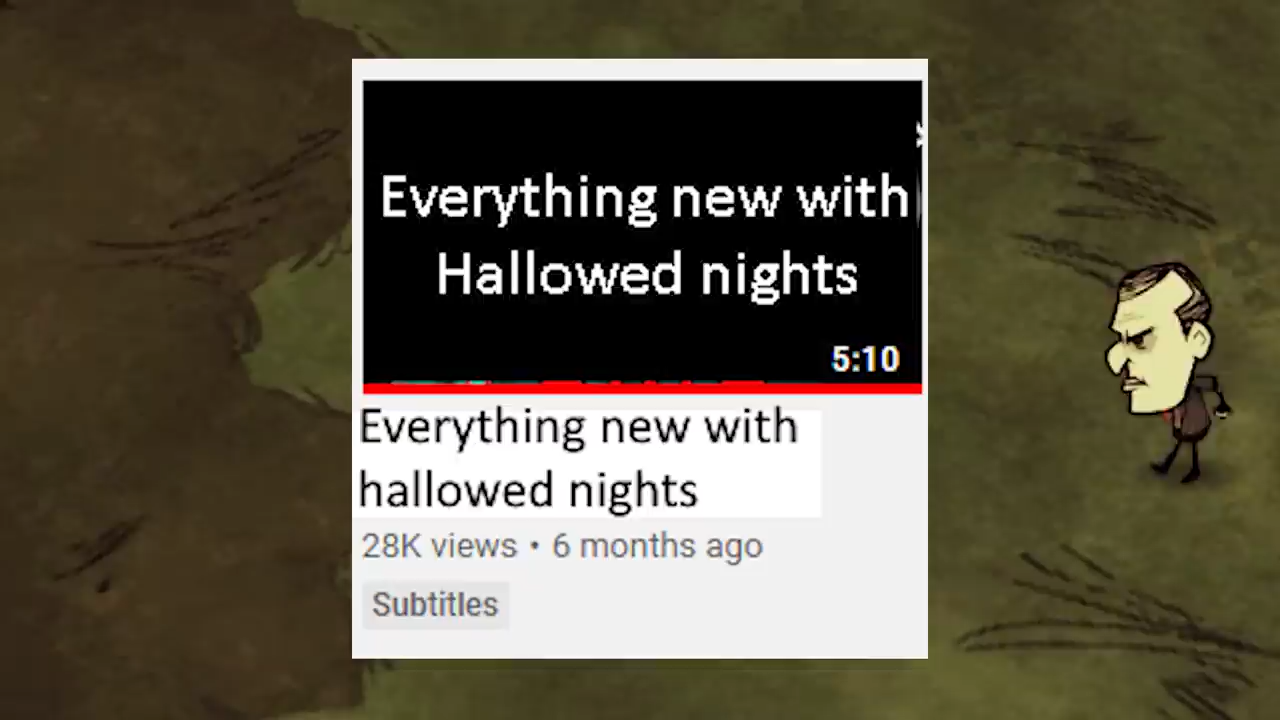 Everything new with
Hallowed nights
5:10
Everything new with
hallowed nights
28K views • 6 months ago
Subtitles